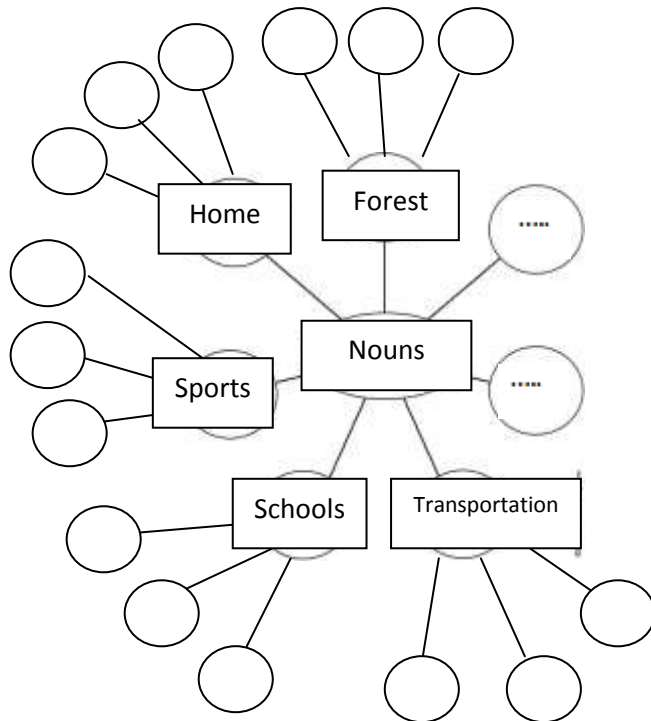 Home
Forest
.....
Nouns
.....
Sports
Schools
Transportation